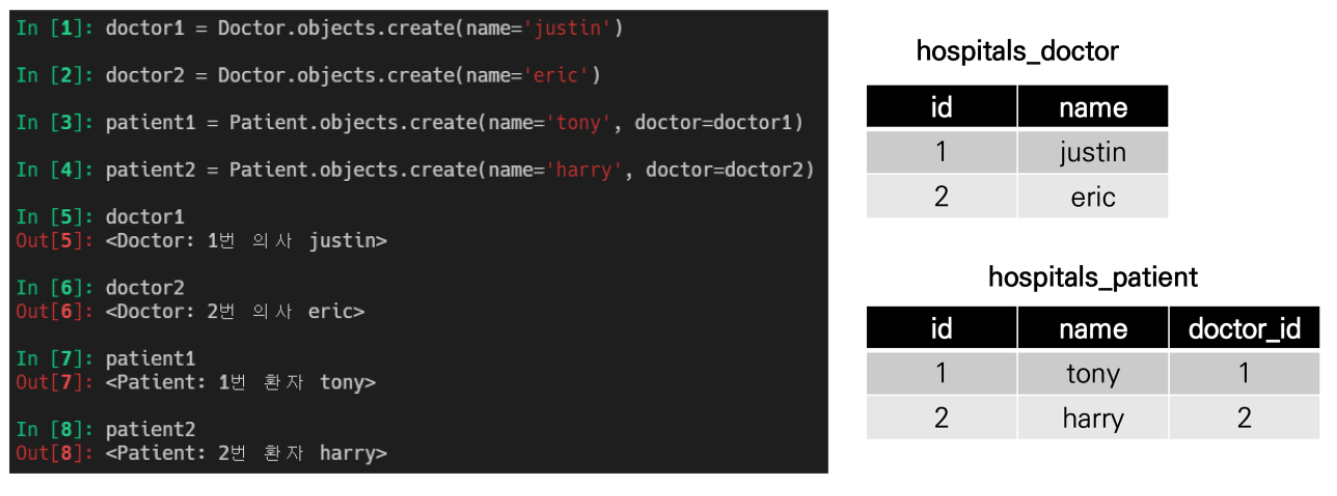 In [1]: doctor1 = Doctor.objects.create(name='justin')
In [2]: doctor2 = Doctor.objects.create(name='eric')
In [3]: patient1 = Patient.objects.create(name='tony', doctor=doctor1)
In [4]: patient2 = Patient.objects.create(name='harry', doctor=doctor2)
In [5]: doctor1
Out[5]: <Doctor: 1번 의사 justin>
In [6]: doctor2
Out[6]: <Doctor: 2번 의사 eric>
In [7]: patient1
Out[7]: <Patient: 1번 환자 tony>
In [8]: patient2
Out[8]: <Patient: 2번 환자 harry>
hospitals_doctor
id name
1 justin
2 eric
hospitals_patient
id name doctor_id
1 tony 1
2 harry 2